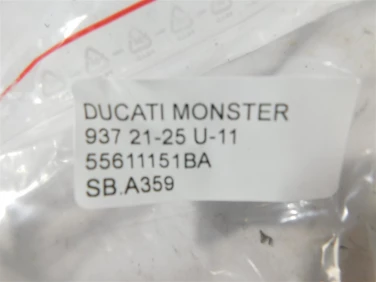 DUCATI MONSTER
937 21-25 U-11
55611151BA
SB.A359